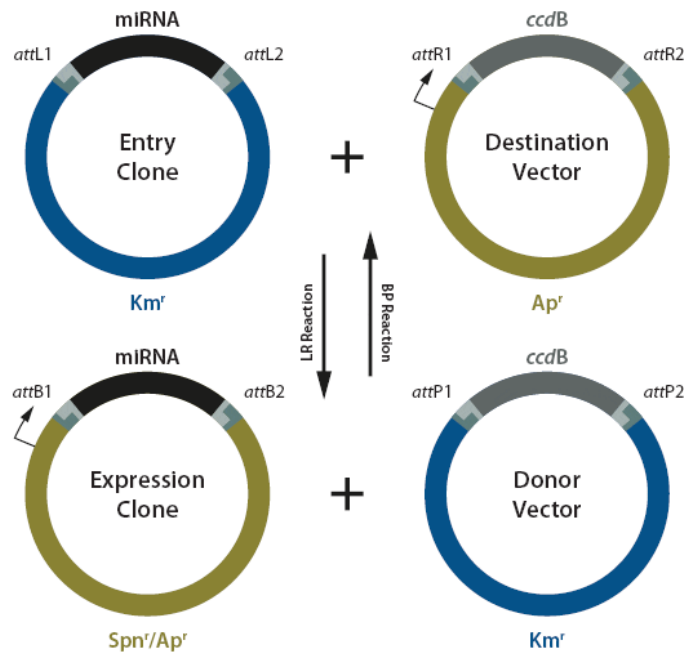 miRNA
ccdB
attL1
attL2
attR1
attR2
Entry
Clone
+
Destination
Vector
Kmʳ
Apʳ
LR Reaction
BP Reaction
miRNA
ccdB
attB1
attB2
attP1
attP2
Expression
Clone
+
Donor
Vector
Spnʳ/Apʳ
Kmʳ